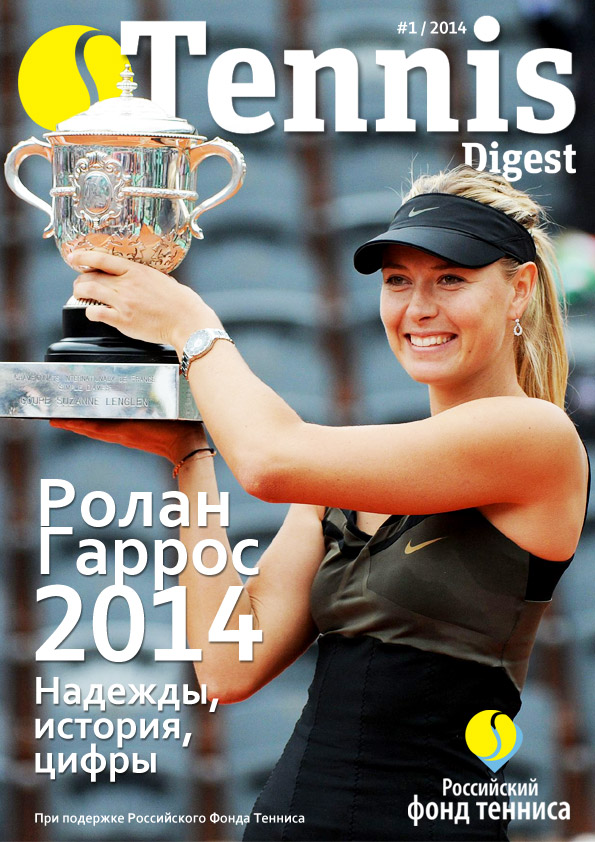 #1 / 2014
Tennis
Digest
COUPE SUZANNE LENGLEN
Ролан
Гаррос
2014
Надежды,
история,
цифры
При подежке Российского Фонда Тенниса
Российский
фонд тенниса